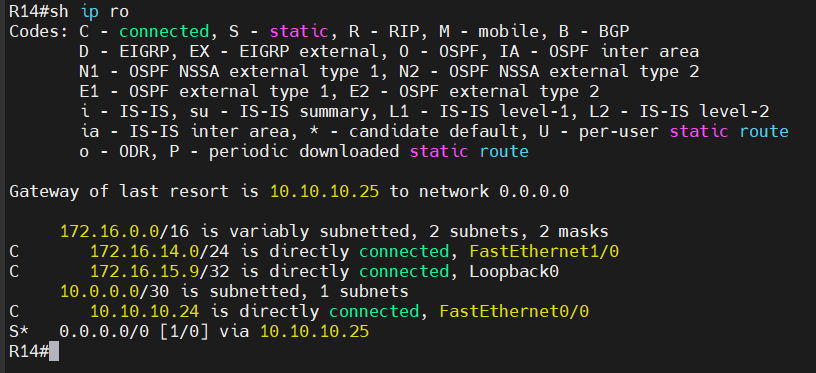 R14#sh ip ro
Codes: C - connected, S - static, R - RIP, M - mobile, B - BGP
       D - EIGRP, EX - EIGRP external, O - OSPF, IA - OSPF inter area
       N1 - OSPF NSSA external type 1, N2 - OSPF NSSA external type 2
       E1 - OSPF external type 1, E2 - OSPF external type 2
       i - IS-IS, su - IS-IS summary, L1 - IS-IS level-1, L2 - IS-IS level-2
       ia - IS-IS inter area, * - candidate default, U - per-user static route
       o - ODR, P - periodic downloaded static route
Gateway of last resort is 10.10.10.25 to network 0.0.0.0
     172.16.0.0/16 is variably subnetted, 2 subnets, 2 masks
C       172.16.14.0/24 is directly connected, FastEthernet1/0
C       172.16.15.9/32 is directly connected, Loopback0
     10.0.0.0/30 is subnetted, 1 subnets
C       10.10.10.24 is directly connected, FastEthernet0/0
S*   0.0.0.0/0 [1/0] via 10.10.10.25
R14#